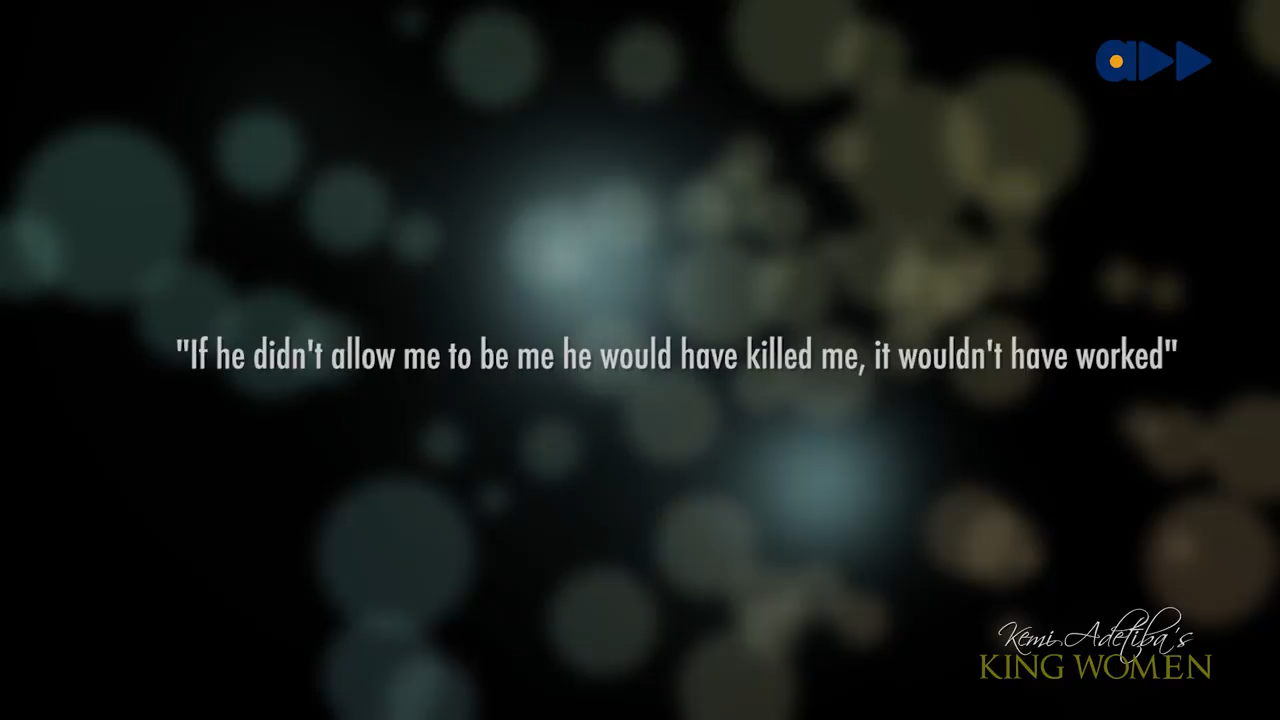 "If he didn't allow me to be me he would have killed me, it wouldn't have worked"
Kemi Adetiba's
KING WOMEN